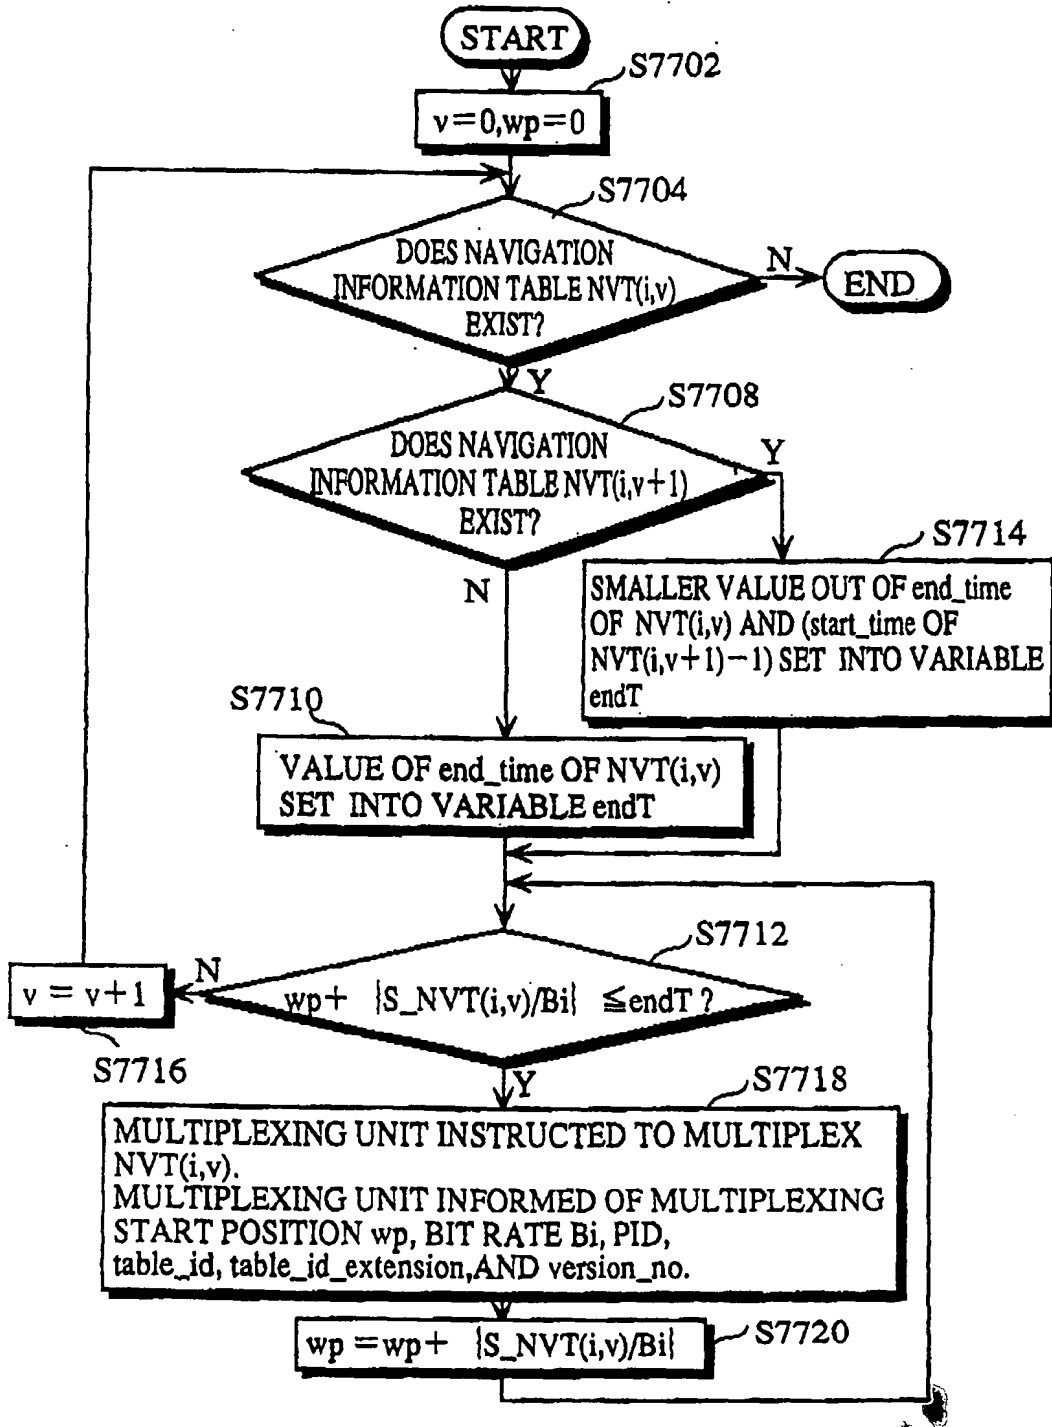 START
S7702
v=0,wp=0
S7704
DOES NAVIGATION
INFORMATION TABLE NVT(i,v)
EXIST?
N
END
Y
S7708
DOES NAVIGATION
INFORMATION TABLE NVT(i,v+1)
EXIST?
Y
N
S7714
SMALLER VALUE OUT OF end_time
OF NVT(i,v) AND (start_time OF
NVT(i,v+1)-1) SET INTO VARIABLE
endT
S7710
VALUE OF end_time OF NVT(i,v)
SET INTO VARIABLE endT
S7712
wp+ |S_NVT(i,v)/Bi| ≦endT ?
N
v = v+1
S7716
Y
S7718
MULTIPLEXING UNIT INSTRUCTED TO MULTIPLEX
NVT(i,v).
MULTIPLEXING UNIT INFORMED OF MULTIPLEXING
START POSITION wp, BIT RATE Bi, PID,
table_id, table_id_extension,AND version_no.
wp =wp+ |S_NVT(i,v)/Bi|
S7720